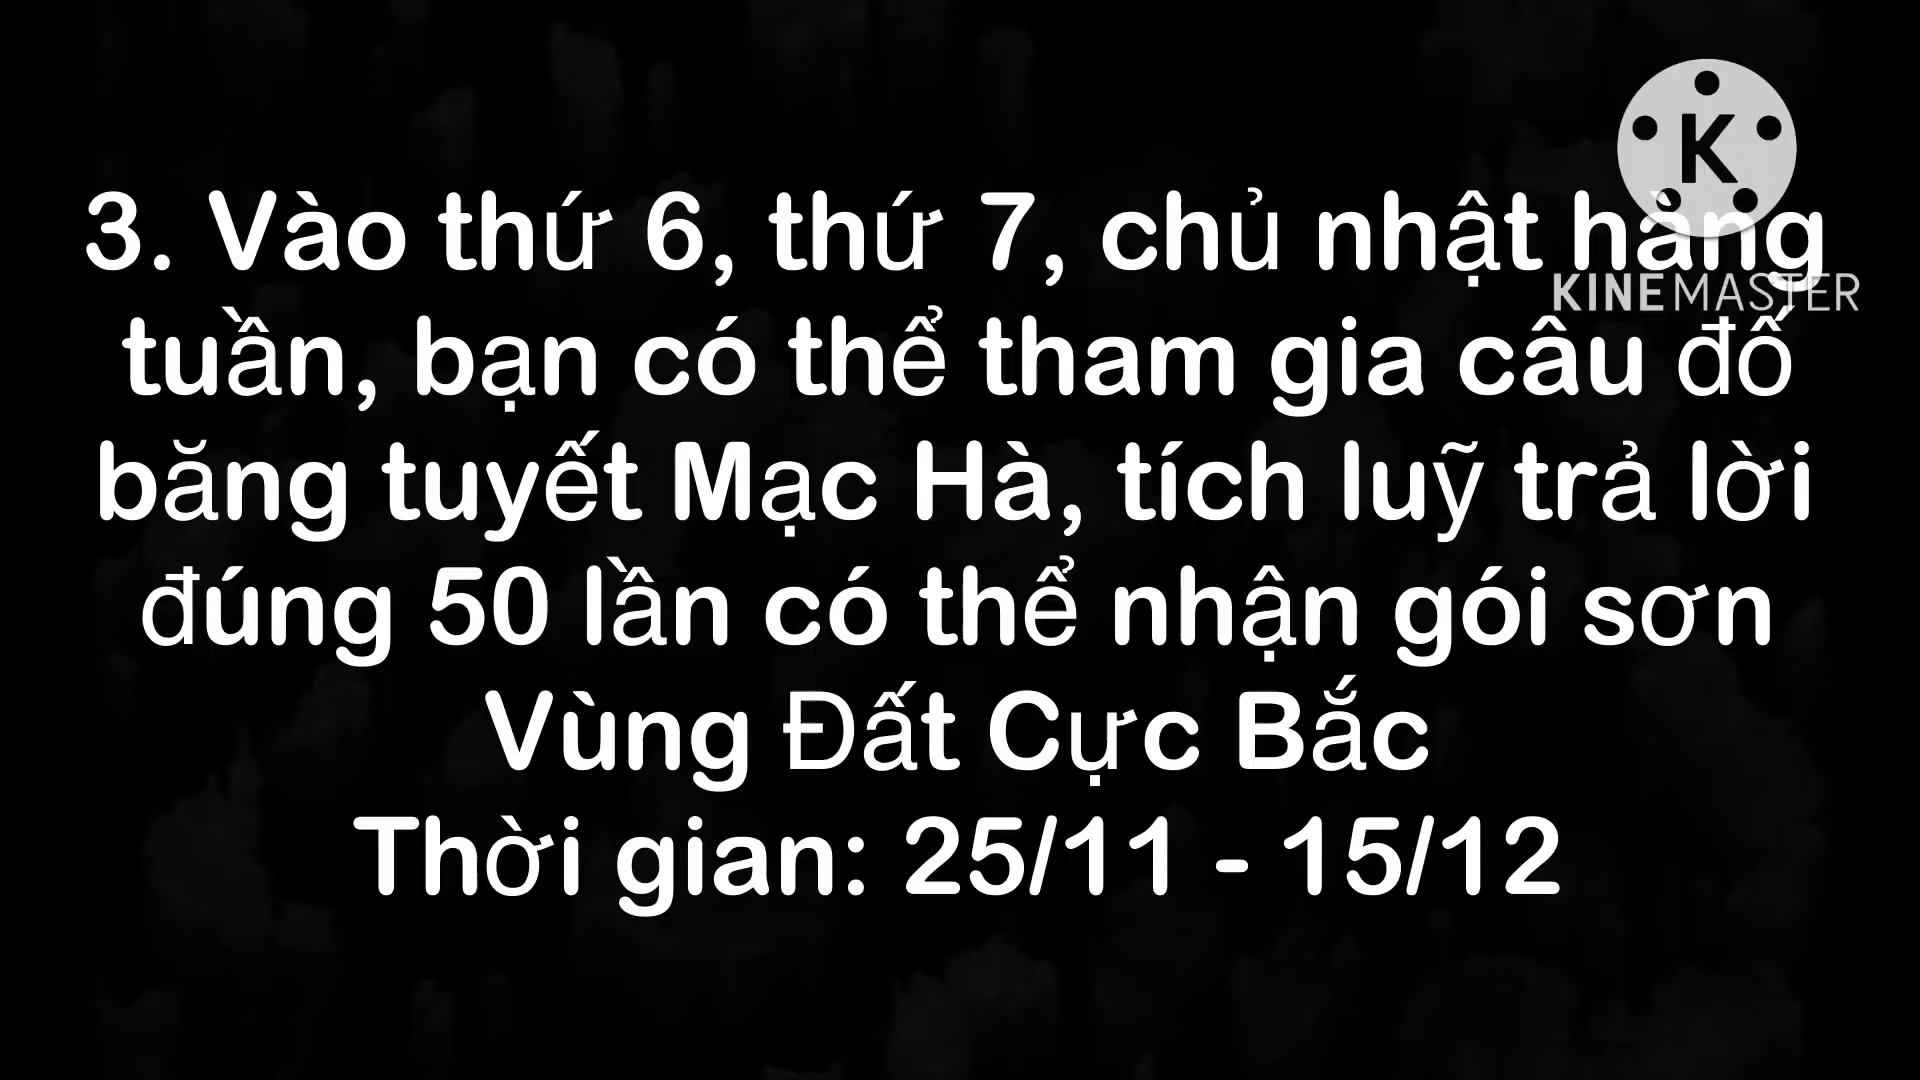 K
KINEMASTER
3. Vào thứ 6, thứ 7, chủ nhật hàng
tuần, bạn có thể tham gia câu đố
băng tuyết Mạc Hà, tích luỹ trả lời
đúng 50 lần có thể nhận gói sơn
Vùng Đất Cực Bắc
Thời gian: 25/11 - 15/12